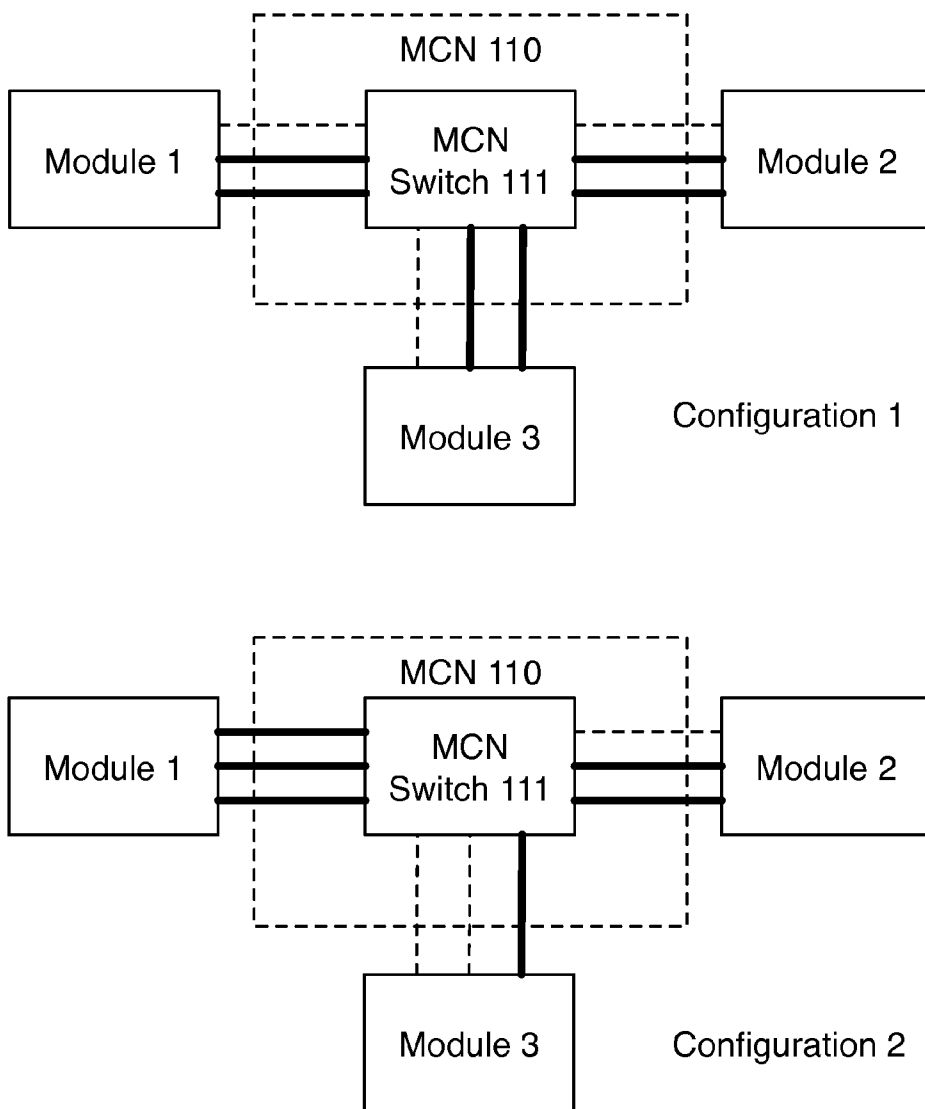 MCN 110
Module 1
MCN
Switch 111
Module 2
Module 3
Configuration 1
MCN 110
Module 1
MCN
Switch 111
Module 2
Module 3
Configuration 2